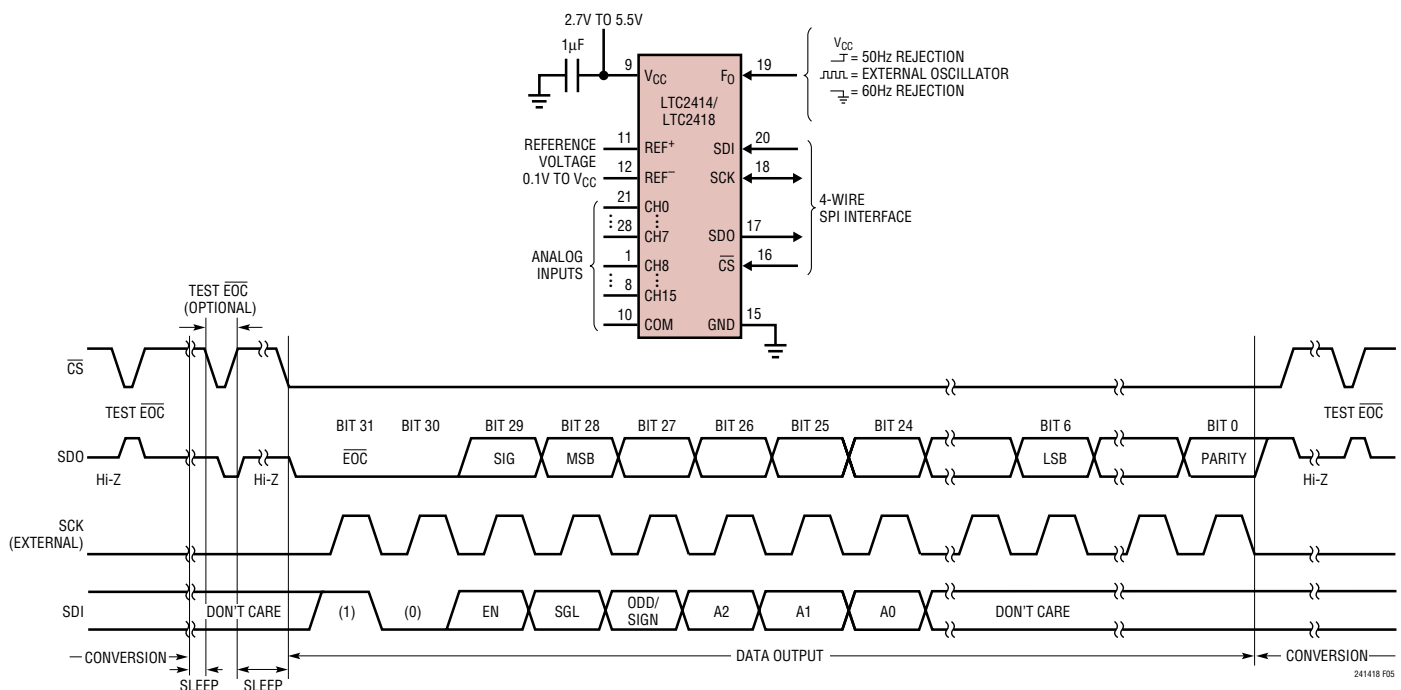 2.7V TO 5.5V
1µF
9
VCC
FO
19
VCC
= 50Hz REJECTION
= EXTERNAL OSCILLATOR
= 60Hz REJECTION
LTC2414/
LTC2418
REFERENCE
VOLTAGE
0.1V TO VCC
11
REF+
12
REF–
SDI
20
SCK
18
SDO
17
CS
16
4-WIRE
SPI INTERFACE
ANALOG
INPUTS
21
CH0
28
CH7
1
CH8
8
CH15
10
COM
GND
15
TEST EOC
(OPTIONAL)
CS
TEST EOC
TEST EOC
BIT 31
BIT 30
BIT 29
BIT 28
BIT 27
BIT 26
BIT 25
BIT 24
BIT 6
BIT 0
SDO
EOC
SIG
MSB
LSB
PARITY
Hi-Z
Hi-Z
Hi-Z
SCK
(EXTERNAL)
SDI
DON'T CARE
(1)
(0)
EN
SGL
ODD/
SIGN
A2
A1
A0
DON'T CARE
CONVERSION
DATA OUTPUT
CONVERSION
SLEEP
SLEEP
241418 F05